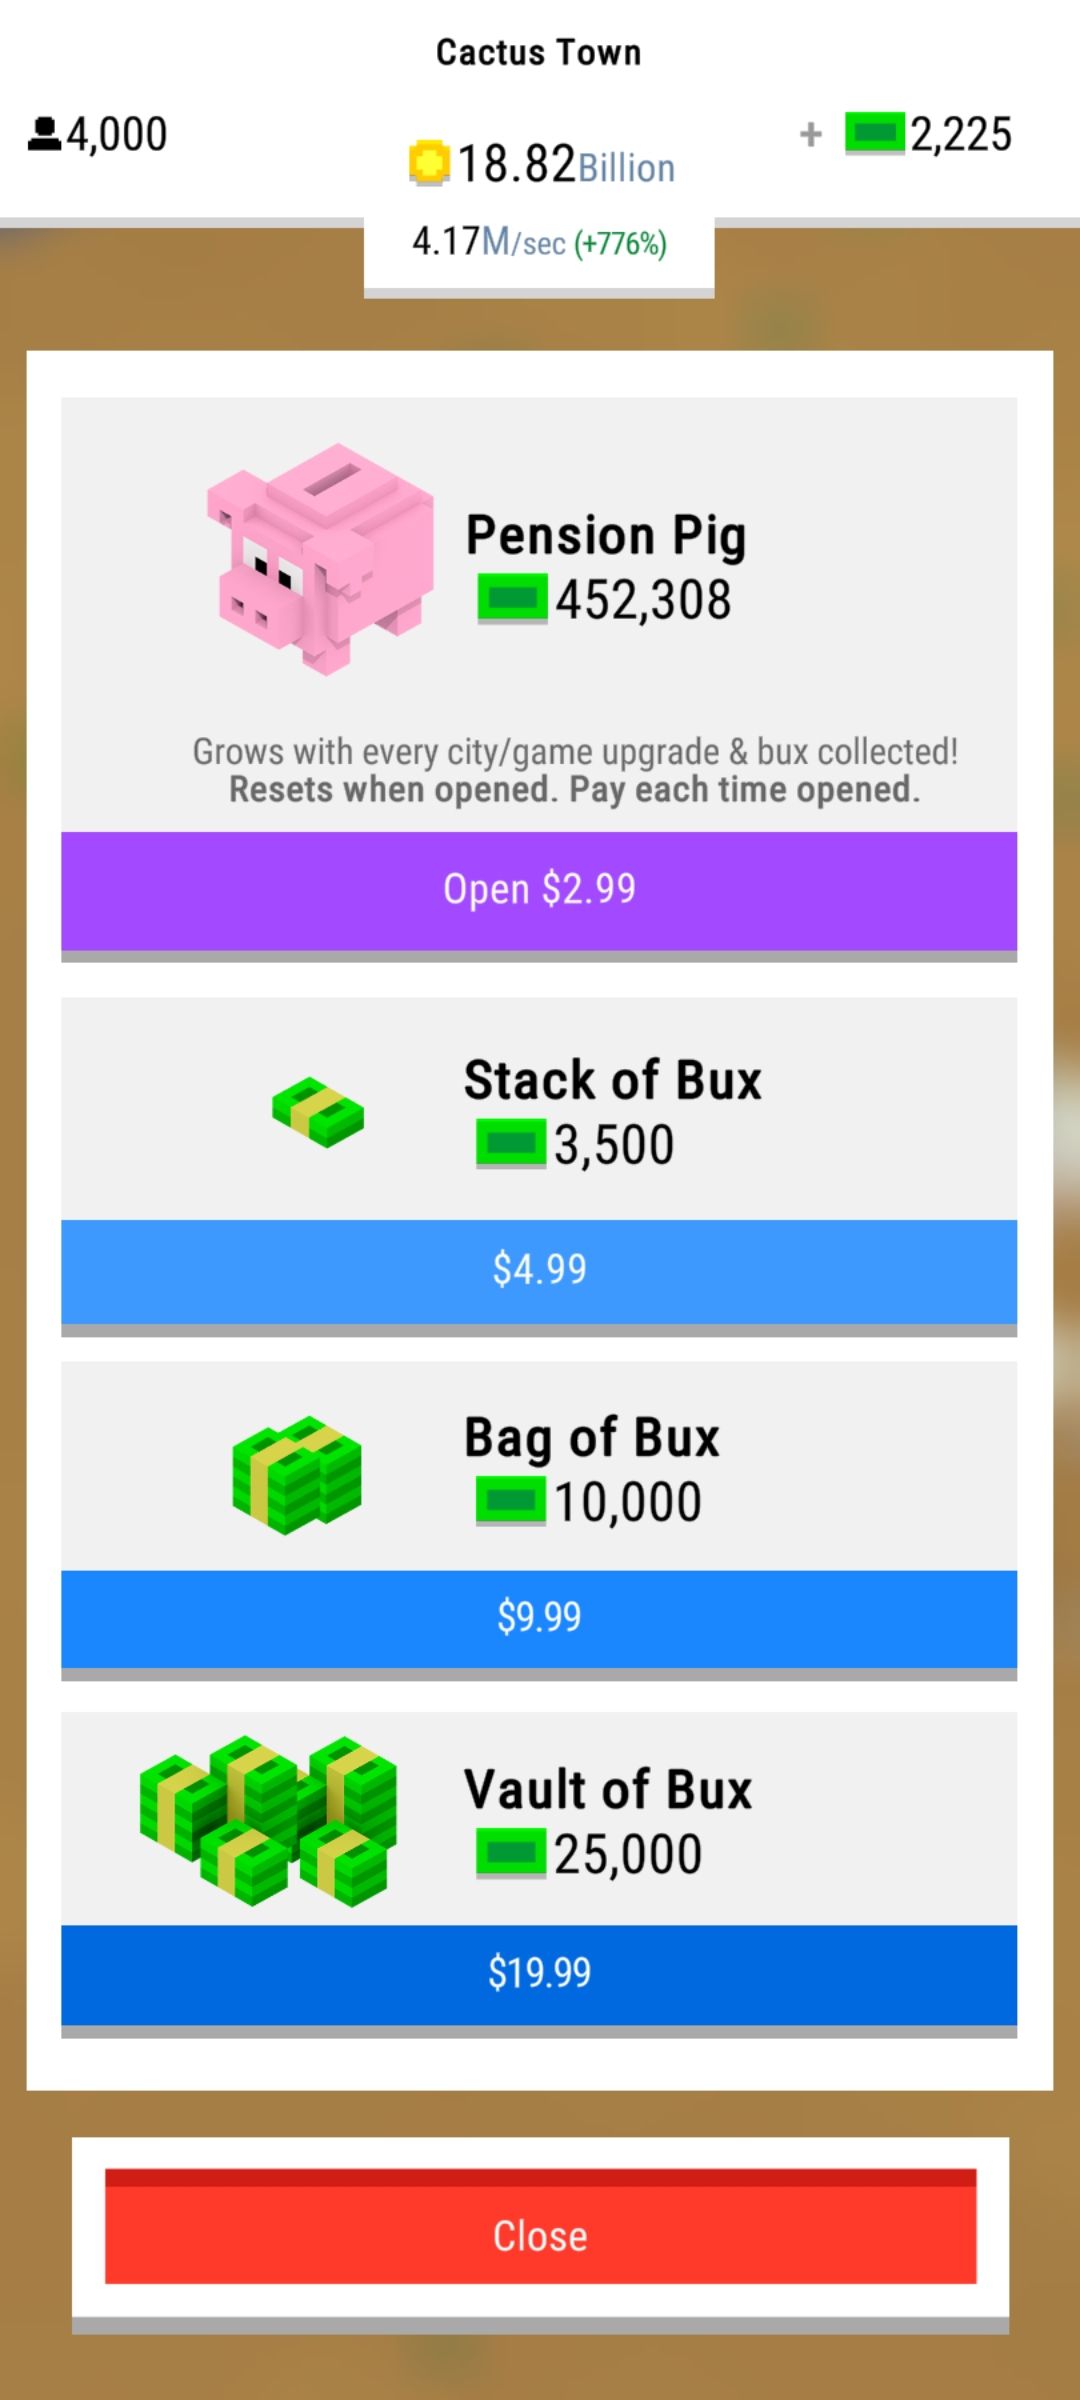 Cactus Town
4,000
18.82Billion
+ 2,225
4.17M/sec (+776%)
Pension Pig
452,308
Grows with every city/game upgrade & bux collected!
Resets when opened. Pay each time opened.
Open $2.99
Stack of Bux
3,500
$4.99
Bag of Bux
10,000
$9.99
Vault of Bux
25,000
$19.99
Close